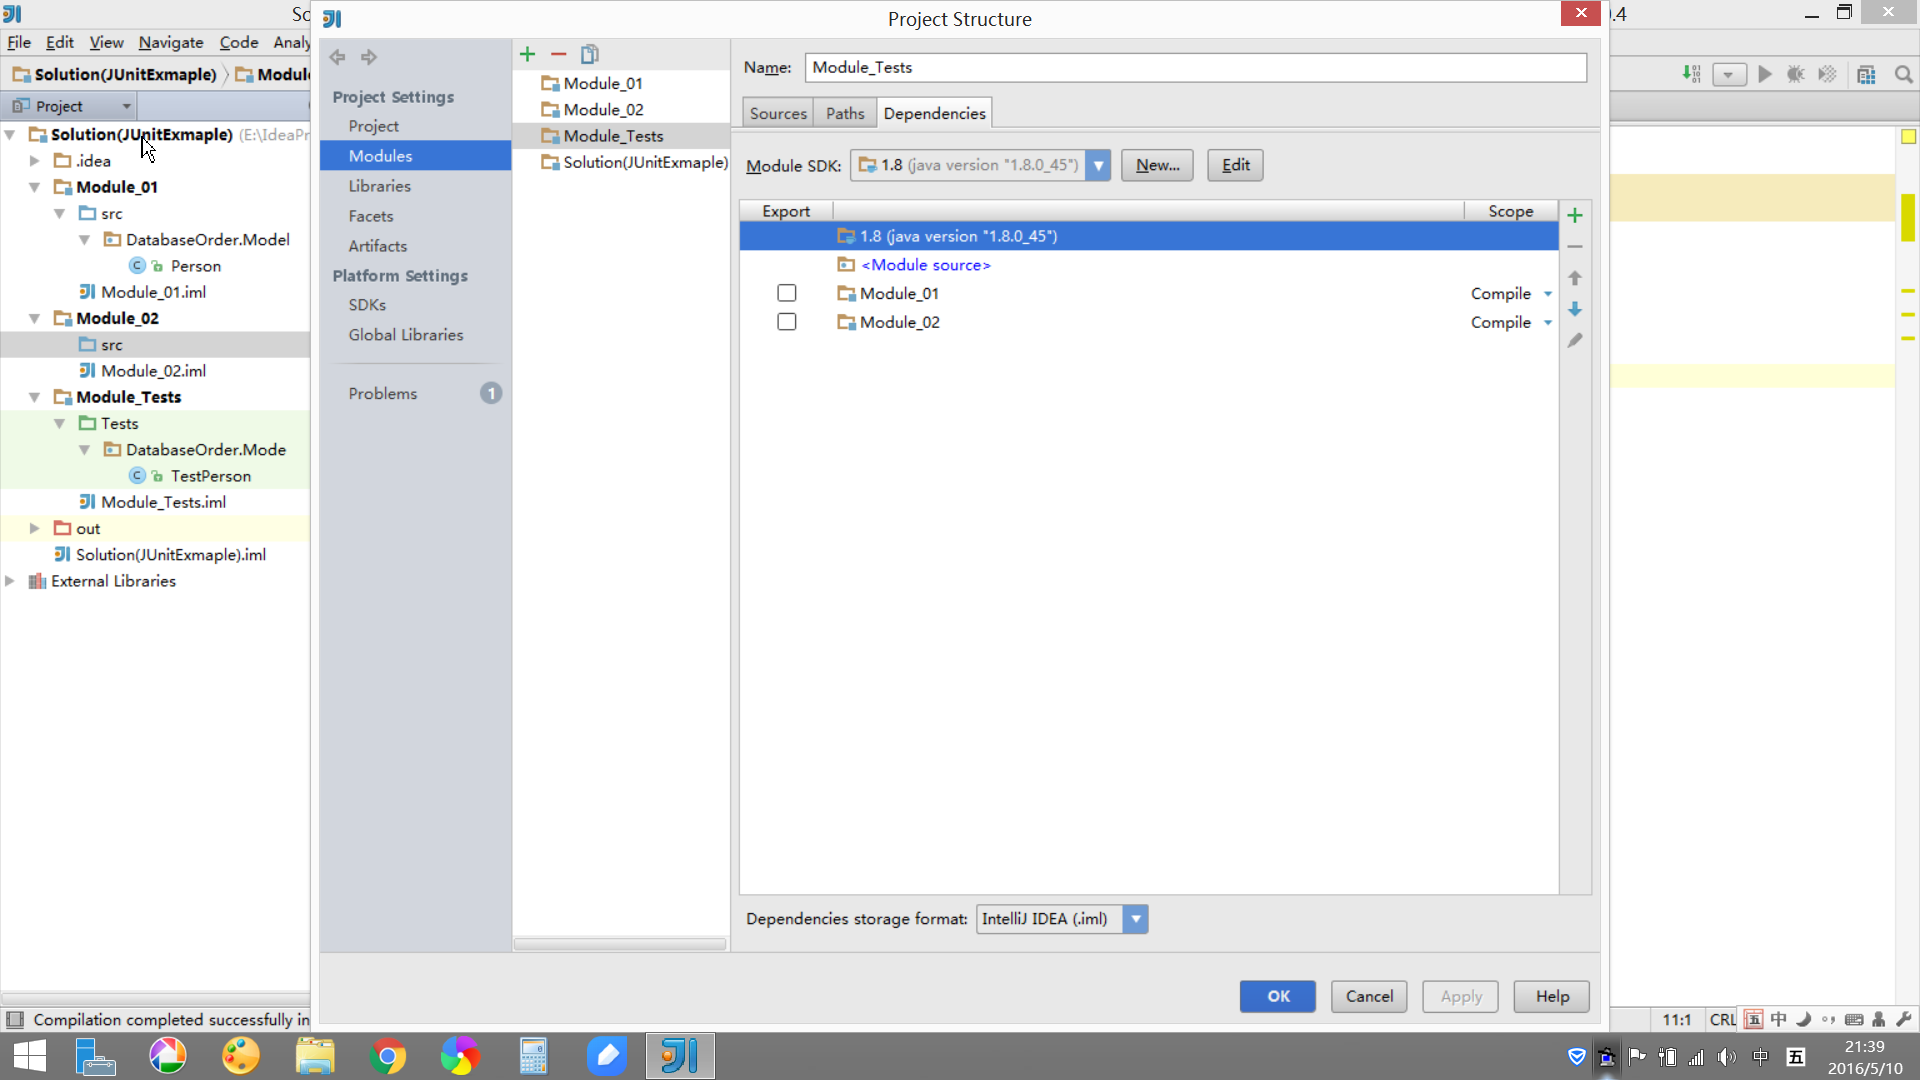 So
Project Structure
.4
File Edit View Navigate Code Analy
Solution(JUnitExmaple) Modul
Project
Solution(JUnitExmaple) (E:\IdeaPr
.idea
Module_01
src
DatabaseOrder.Model
Person
Module_01.iml
Module_02
src
Module_02.iml
Module_Tests
Tests
DatabaseOrder.Mode
TestPerson
Module_Tests.iml
out
Solution(JUnitExmaple).iml
External Libraries
Project Settings
Project
Modules
Libraries
Facets
Artifacts
Platform Settings
SDKs
Global Libraries
Problems 1
Module_01
Module_02
Module_Tests
Solution(JUnitExmaple)
Name: Module_Tests
Sources Paths Dependencies
Module SDK: 1.8 (java version "1.8.0_45") New... Edit
Export Scope
1.8 (java version "1.8.0_45")
<Module source>
Module_01 Compile
Module_02 Compile
Dependencies storage format: IntelliJ IDEA (.iml)
OK Cancel Apply Help
Compilation completed successfully in
11:1 CRL 五 中
中 五
21:39
2016/5/10